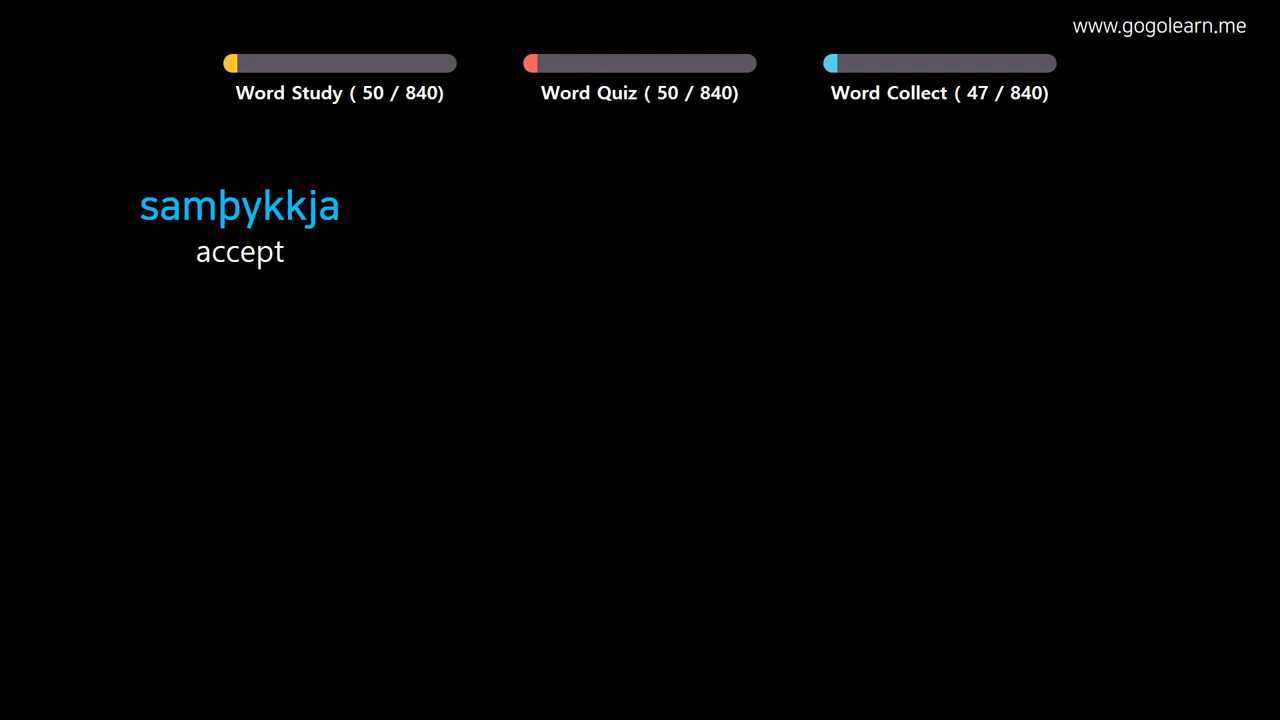 www.gogolearn.me
Word Study ( 50 / 840)
Word Quiz ( 50 / 840)
Word Collect ( 47 / 840)
samþykkja
accept